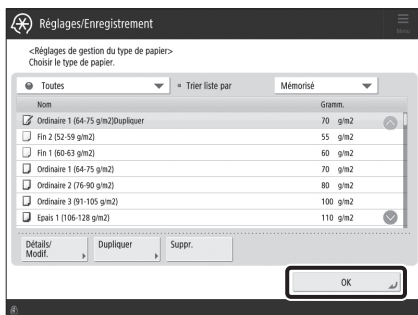 Réglages/Enregistrement
Menu
<Réglages de gestion du type de papier>
Choisir le type de papier.
Toutes
Trier liste par
Mémorisé
Nom
Gramm.
Ordinaire 1 (64-75 g/m2)Dupliquer 70 g/m2
Fin 2 (52-59 g/m2) 55 g/m2
Fin 1 (60-63 g/m2) 60 g/m2
Ordinaire 1 (64-75 g/m2) 70 g/m2
Ordinaire 2 (76-90 g/m2) 80 g/m2
Ordinaire 3 (91-105 g/m2) 100 g/m2
Epais 1 (106-128 g/m2) 110 g/m2
Détails/
Modif.
Dupliquer
Suppr.
OK